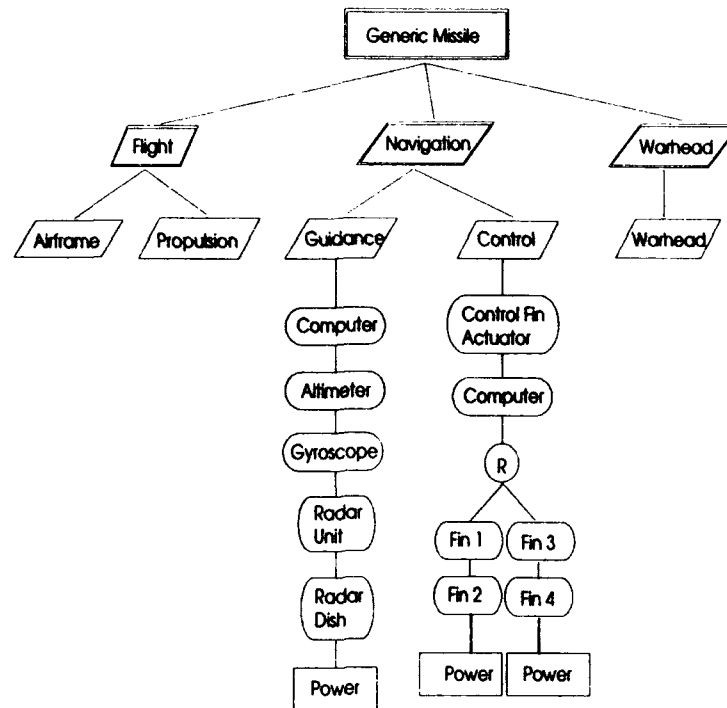 Generic Missile
Flight
Navigation
Warhead
Airframe
Propulsion
Guidance
Control
Warhead
Computer
Control Fin
Actuator
Altimeter
Computer
Gyroscope
R
Radar
Unit
Fin 1
Fin 3
Radar
Dish
Fin 2
Fin 4
Power
Power
Power